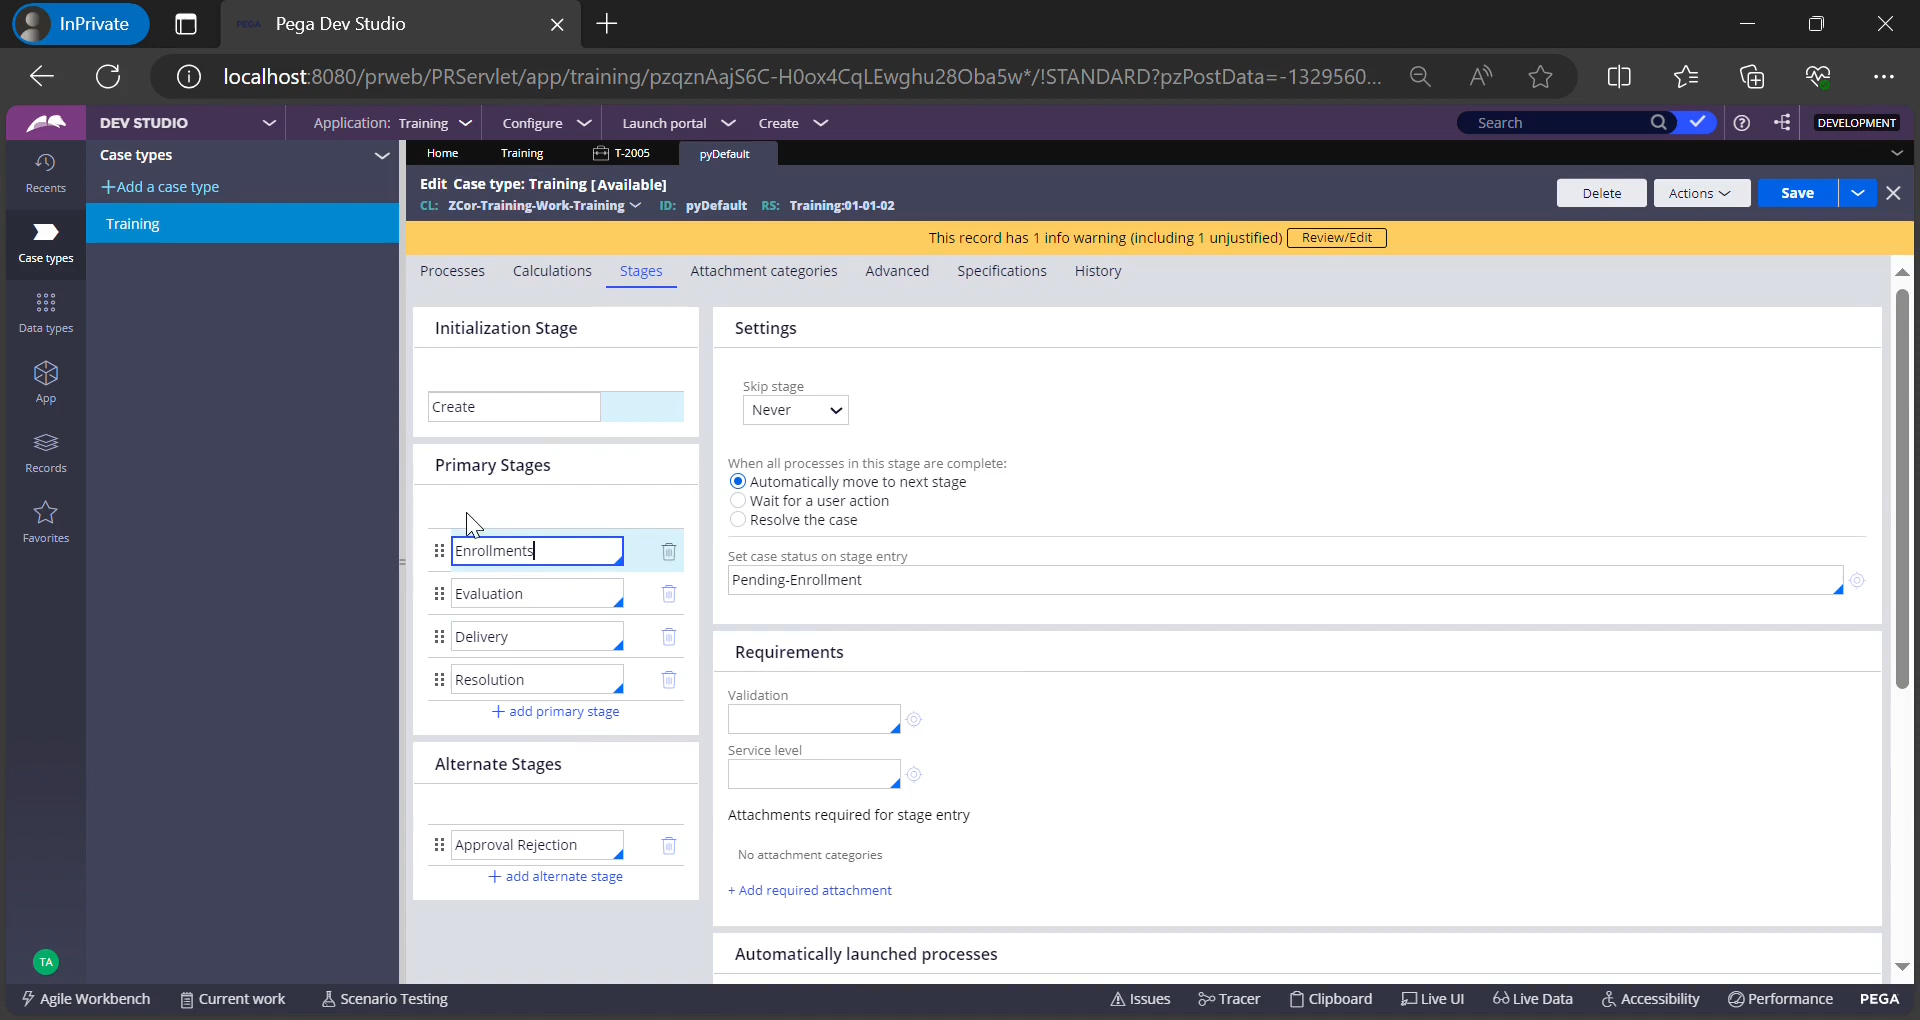 InPrivate
PEGA Pega Dev Studio
localhost:8080/prweb/PRServlet/app/training/pzqznAajS6C-H0ox4CqLEwghu28Oba5w*/!STANDARD?pzPostData=-1329560...
DEV STUDIO Application: Training Configure Launch portal Create Search DEVELOPMENT
Recents
Case types
Data types
App
Records
Favorites
TA
Case types
+Add a case type
Training
Home Training T-2005 pyDefault
Edit Case type: Training [Available]
CL: ZCor-Training-Work-Training ID: pyDefault RS: Training:01-01-02
Delete Actions Save
This record has 1 info warning (including 1 unjustified) Review/Edit
Processes Calculations Stages Attachment categories Advanced Specifications History
Initialization Stage
Create
Primary Stages
Enrollments
Evaluation
Delivery
Resolution
+ add primary stage
Alternate Stages
Approval Rejection
+ add alternate stage
Settings
Skip stage
Never
When all processes in this stage are complete:
Automatically move to next stage
Wait for a user action
Resolve the case
Set case status on stage entry
Pending-Enrollment
Requirements
Validation
Service level
Attachments required for stage entry
No attachment categories
+ Add required attachment
Automatically launched processes
Agile Workbench Current work Scenario Testing Issues Tracer Clipboard Live UI Live Data Accessibility Performance PEGA